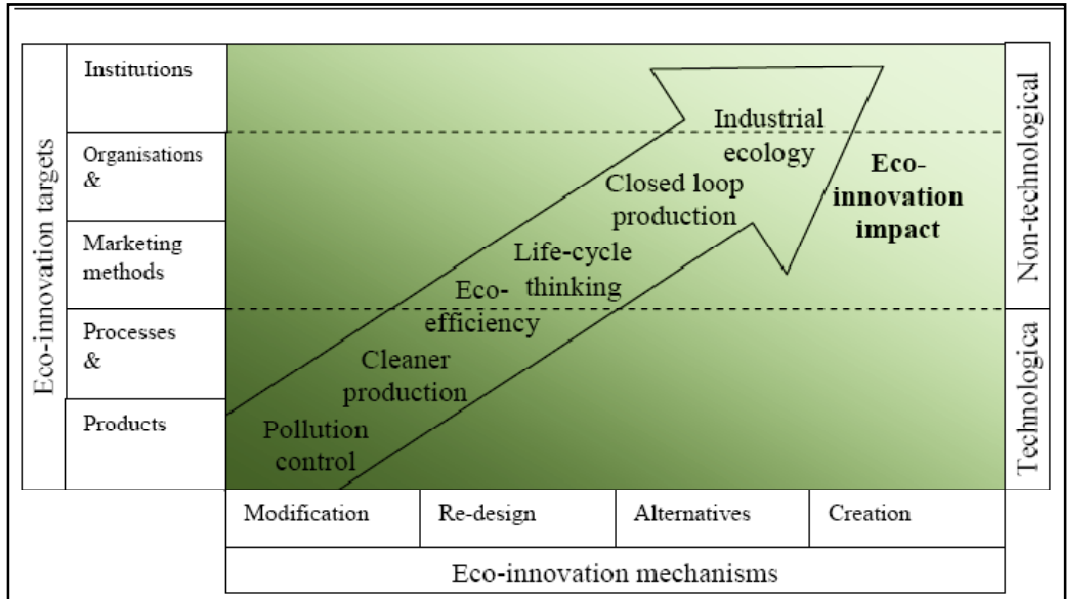 Eco-innovation targets
Institutions
Organisations
&
Marketing
methods
Processes
&
Products
Industrial
ecology
Closed loop
production
Life-cycle
thinking
Eco-
efficiency
Cleaner
production
Pollution
control
Eco-
innovation
impact
Non-technological
Technologica
Modification
Re-design
Alternatives
Creation
Eco-innovation mechanisms